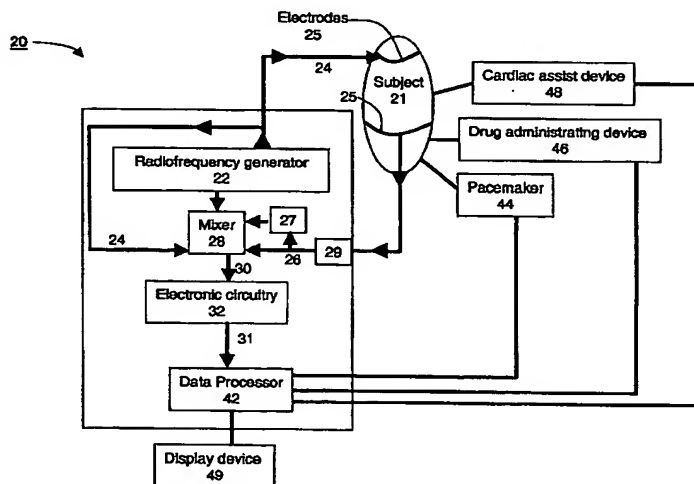 20
Electrodes
25
24
Subject
21
25
Cardiac assist device
48
Drug administrating device
46
Pacemaker
44
Radiofrequency generator
22
Mixer
28
27
24
26
29
30
Electronic circuitry
32
31
Data Processor
42
Display device
49